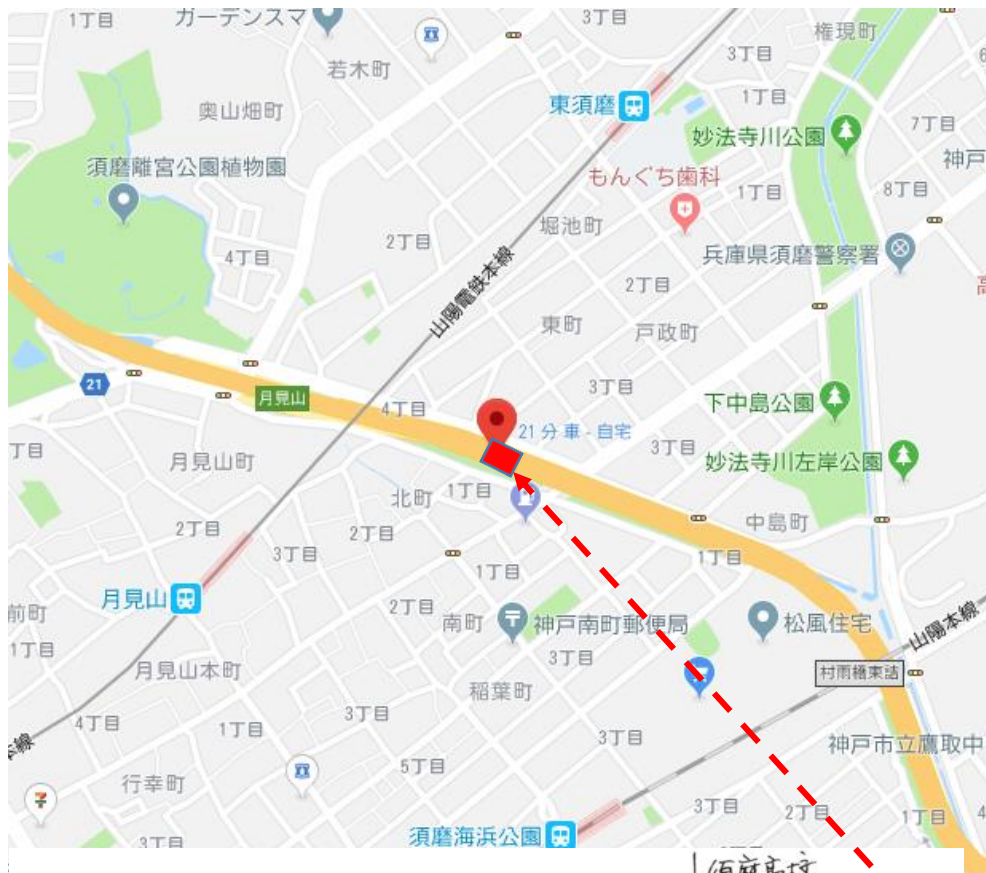 1丁目
ガーデンスマ
3丁目
権現町
若木町
3丁目
奥山畑町
東須磨
1丁目
妙法寺川公園
7丁目
須磨離宮公園植物園
神戸
もんぐち歯科
1丁目
8丁目
堀池町
2丁目
4丁目
兵庫県須磨警察署
山陽電鉄本線
2丁目
高
東町
戸政町
21
月見山
3丁目
4丁目
下中島公園
21 分 車 - 自宅
丁目
月見山町
3丁目
妙法寺川左岸公園
北町
1丁目
2丁目
2丁目
中島町
3丁目
1丁目
1丁目
月見山
前町
2丁目
南町
神戸南町郵便局
松風住宅
山陽本線
1丁目
3丁目
月見山本町
村雨橋東詰
稲葉町
4丁目
1丁目
3丁目
本線
3丁目
神戸市立鷹取中
5丁目
行幸町
3丁目
2丁目
1丁目
4
3丁目
須磨海浜公園